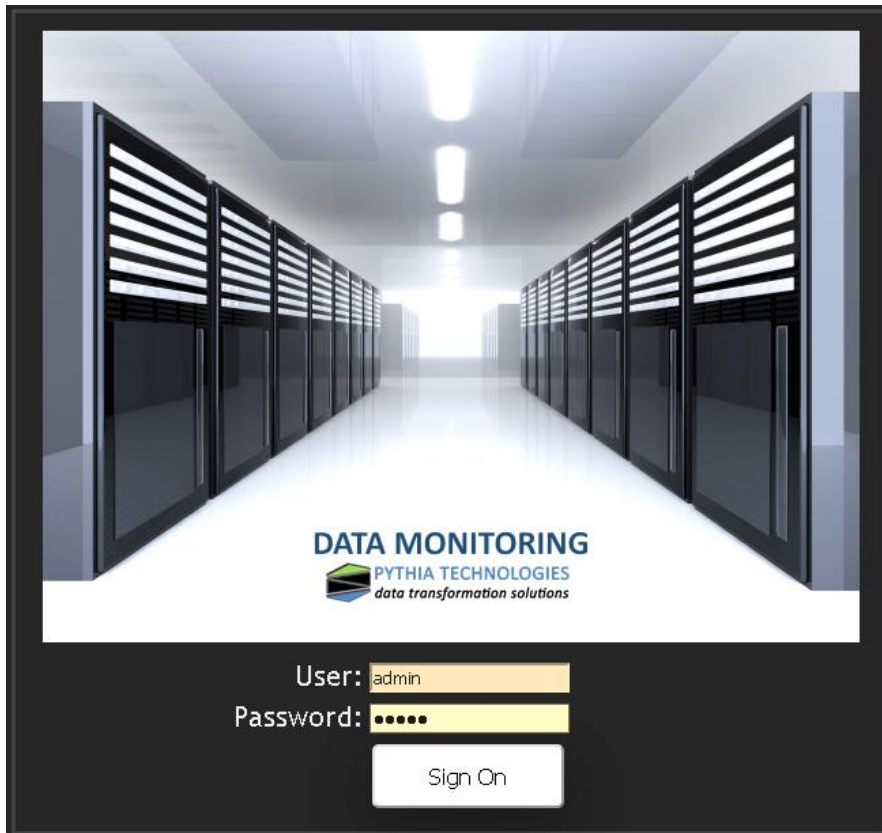 DATA MONITORING
PYTHIA TECHNOLOGIES
data transformation solutions
User: admin
Password: •••••
Sign On